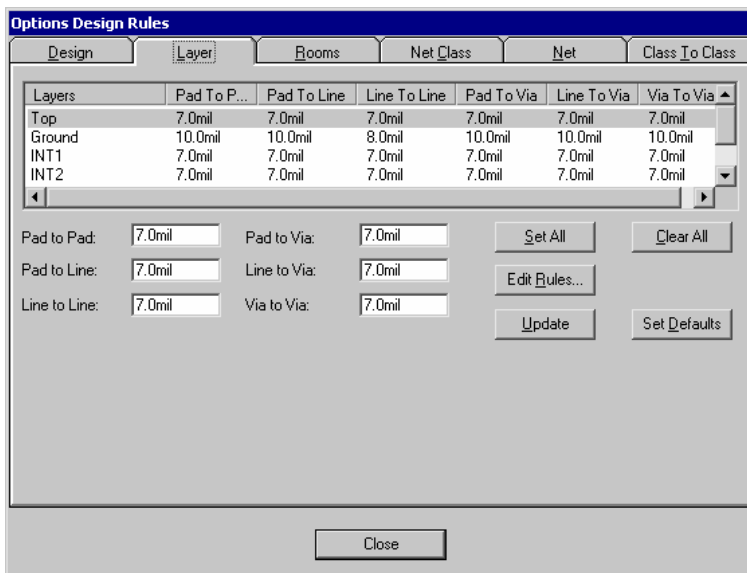 Options Design Rules
Design Layer Rooms Net Class Net Class To Class
Layers Pad To P... Pad To Line Line To Line Pad To Via Line To Via Via To Via
Top 7.0mil 7.0mil 7.0mil 7.0mil 7.0mil 7.0mil
Ground 10.0mil 10.0mil 8.0mil 10.0mil 10.0mil 10.0mil
INT1 7.0mil 7.0mil 7.0mil 7.0mil 7.0mil 7.0mil
INT2 7.0mil 7.0mil 7.0mil 7.0mil 7.0mil 7.0mil
Pad to Pad: 7.0mil Pad to Via: 7.0mil Set All Clear All
Pad to Line: 7.0mil Line to Via: 7.0mil Edit Rules...
Line to Line: 7.0mil Via to Via: 7.0mil Update Set Defaults
Close